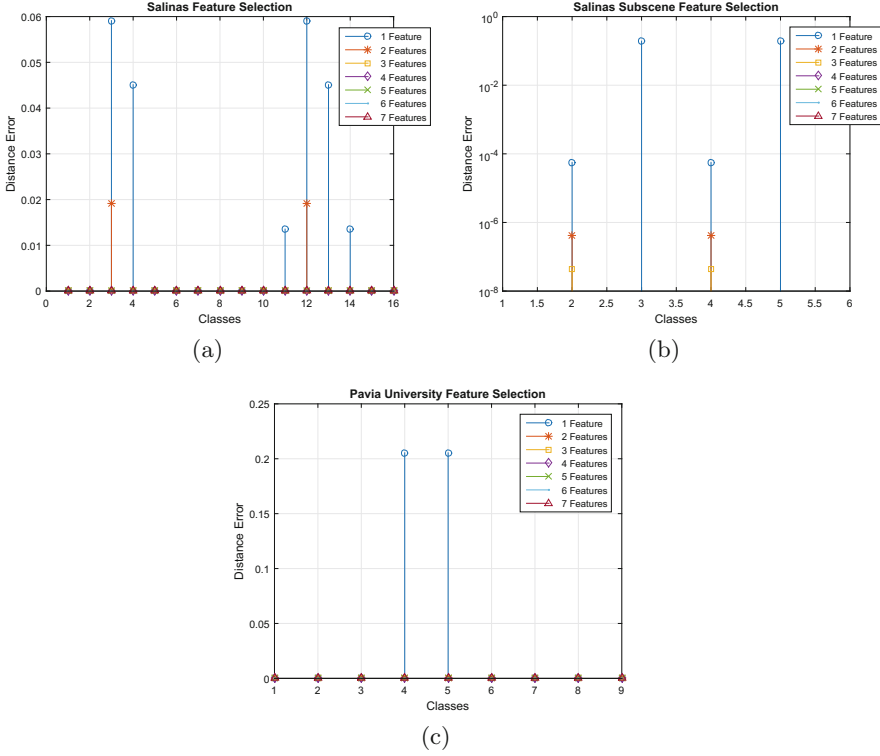 Salinas Feature Selection
0.06
0.05
0.04
0.03
0.02
0.01
0
Distance Error
0 2 4 6 8 10 12 14 16
Classes
1 Feature
2 Features
3 Features
4 Features
5 Features
6 Features
7 Features
(a)
Salinas Subscene Feature Selection
10^0
10^-2
10^-4
10^-6
10^-8
Distance Error
1 1.5 2 2.5 3 3.5 4 4.5 5 5.5 6
Classes
1 Feature
2 Features
3 Features
4 Features
5 Features
6 Features
7 Features
(b)
Pavia University Feature Selection
0.25
0.2
0.15
0.1
0.05
0
Distance Error
1 2 3 4 5 6 7 8 9
Classes
1 Feature
2 Features
3 Features
4 Features
5 Features
6 Features
7 Features
(c)